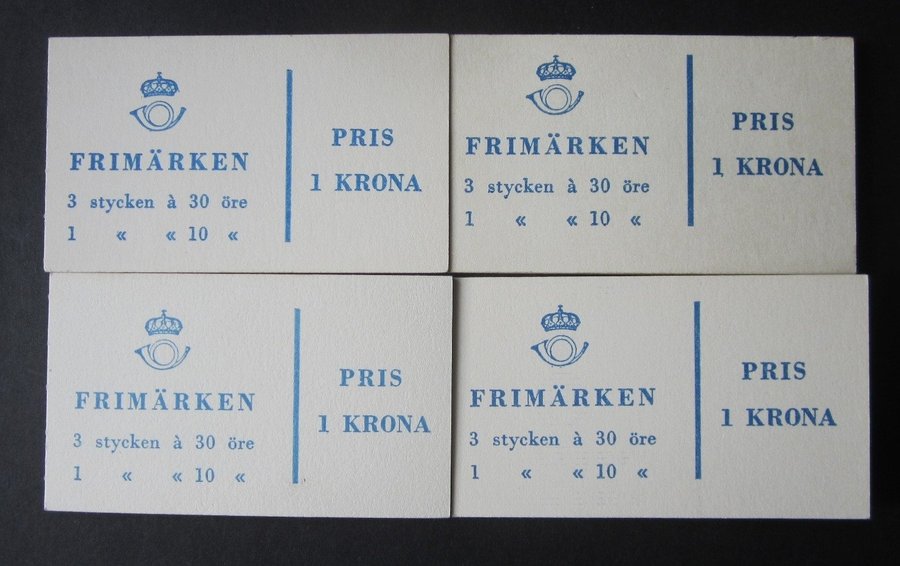 FRIMÄRKEN
3 stycken à 30 öre
1 « « 10 «
PRIS
1 KRONA
FRIMÄRKEN
3 stycken à 30 öre
1 « « 10 «
PRIS
1 KRONA
FRIMÄRKEN
3 stycken à 30 öre
1 « « 10 «
PRIS
1 KRONA
FRIMÄRKEN
3 stycken à 30 öre
1 « « 10 «
PRIS
1 KRONA